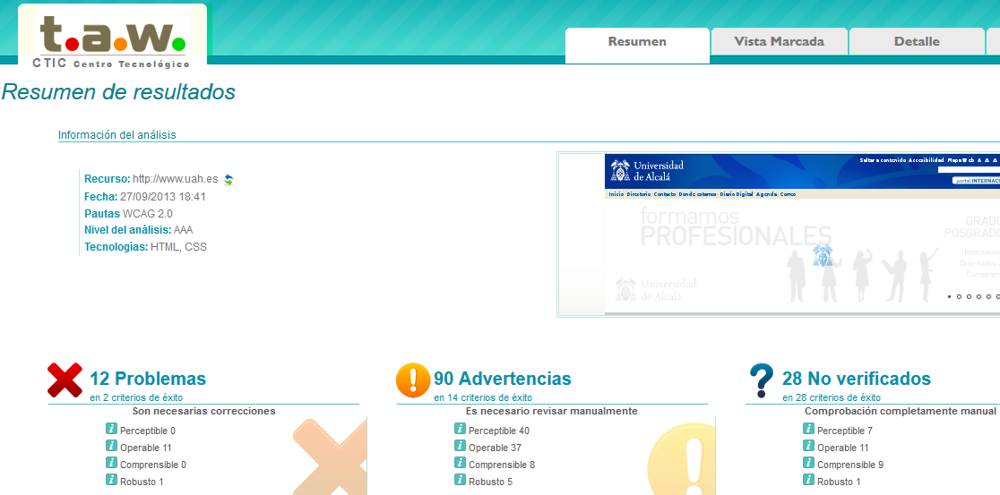 t.a.w.
CTIC Centro Tecnológico
Resumen
Vista Marcada
Detalle
Resumen de resultados
Información del análisis
Recurso: http://www.uah.es
Fecha: 27/09/2013 18:41
Pautas WCAG 2.0
Nivel del análisis: AAA
Tecnologías: HTML, CSS
Universidad
de Alcalá
Saltar a contenido Accesibilidad Mapa Web A A A
portal INTERNACI
Inicio Directorio Contacto Dónde estamos Diario Digital Agenda Correo
formamos
PROFESIONALES
GRADO
POSGRADO
Internacion
Orientados
Comprom
Universidad
de Alcalá
12 Problemas
en 2 criterios de éxito
Son necesarias correcciones
Perceptible 0
Operable 11
Comprensible 0
Robusto 1
90 Advertencias
en 14 criterios de éxito
Es necesario revisar manualmente
Perceptible 40
Operable 37
Comprensible 8
Robusto 5
28 No verificados
en 28 criterios de éxito
Comprobación completamente manual
Perceptible 7
Operable 11
Comprensible 9
Robusto 1